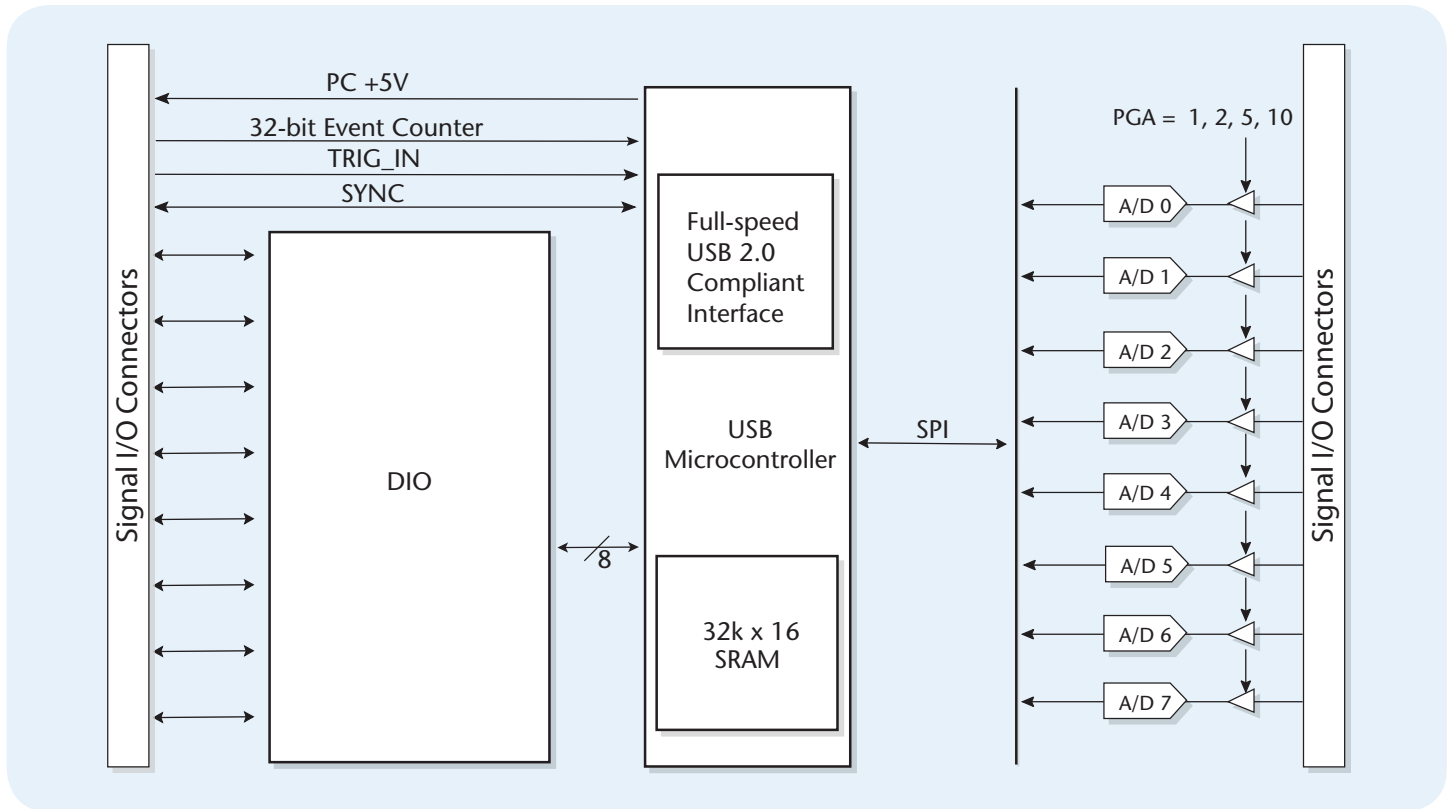 Signal I/O Connectors
PC +5V
32-bit Event Counter
TRIG_IN
SYNC
DIO
8
Full-speed
USB 2.0
Compliant
Interface
USB
Microcontroller
32k x 16
SRAM
SPI
PGA = 1, 2, 5, 10
A/D 0
A/D 1
A/D 2
A/D 3
A/D 4
A/D 5
A/D 6
A/D 7
Signal I/O Connectors